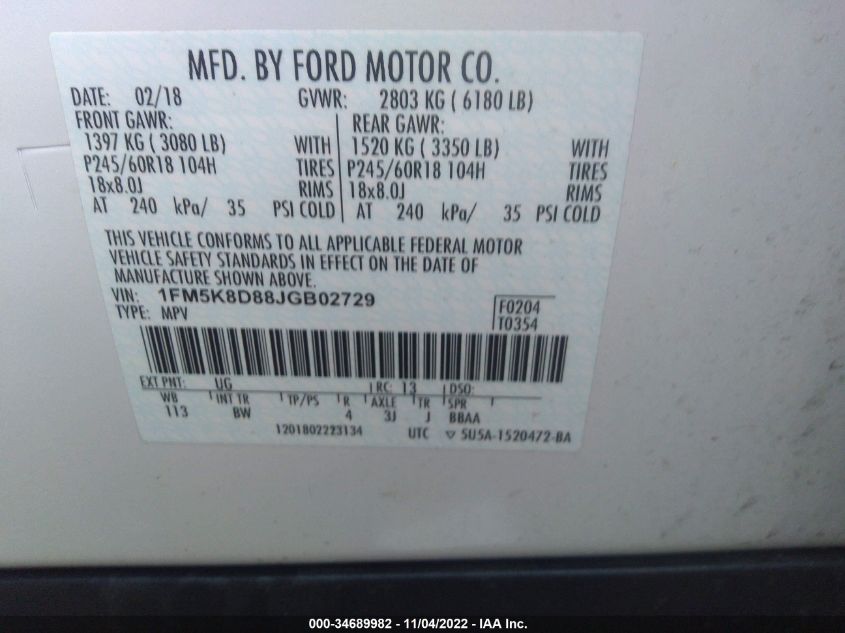 MFD. BY FORD MOTOR CO.
DATE: 02/18 GVWR: 2803 KG ( 6180 LB)
FRONT GAWR: REAR GAWR:
1397 KG ( 3080 LB) WITH 1520 KG ( 3350 LB) WITH
P245/60R18 104H TIRES P245/60R18 104H TIRES
18x8.0J RIMS 18x8.0J RIMS
AT 240 kPa/ 35 PSI COLD AT 240 kPa/ 35 PSI COLD
THIS VEHICLE CONFORMS TO ALL APPLICABLE FEDERAL MOTOR
VEHICLE SAFETY STANDARDS IN EFFECT ON THE DATE OF
MANUFACTURE SHOWN ABOVE.
VIN: 1FM5K8D88JGB02729 F0204
TYPE: MPV T0354
EXT PNT: UG RC: 13 DSO:
WB INT TR TP/PS R AXLE TR SPR
113 BW 4 3J J BBAA
1201802223134 UTC ▽ 5U5A-1520472-BA
000-34689982 - 11/04/2022 - IAA Inc.